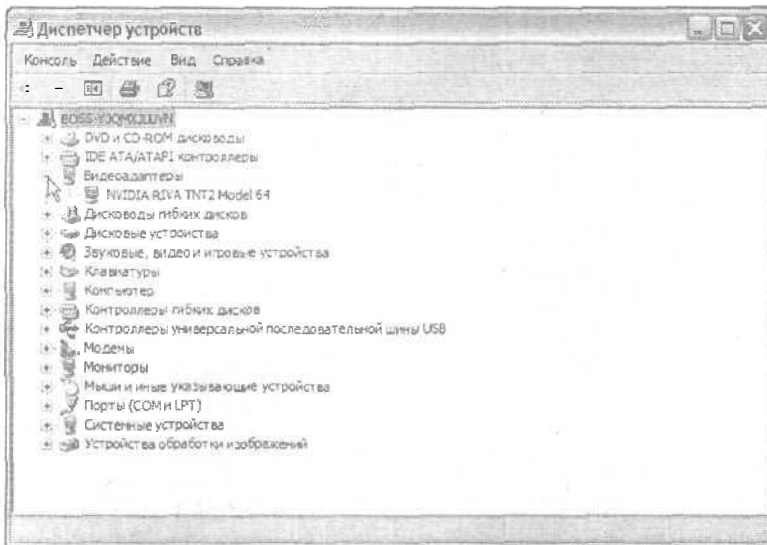 Диспетчер устройств
Консоль Действие Вид Справка
DVD и CD-ROM дисководы
IDE ATA/ATAPI контроллеры
Видеоадаптеры
NVIDIA RIVA TNT2 Model 64
Дисководы гибких дисков
Дисковые устройства
Звуковые, видео и игровые устройства
Клавиатуры
Компьютер
Контроллеры гибких дисков
Контроллеры универсальной последовательной шины USB
Модемы
Мониторы
Мыши и иные указывающие устройства
Порты (COM и LPT)
Системные устройства
Устройства обработки изображений